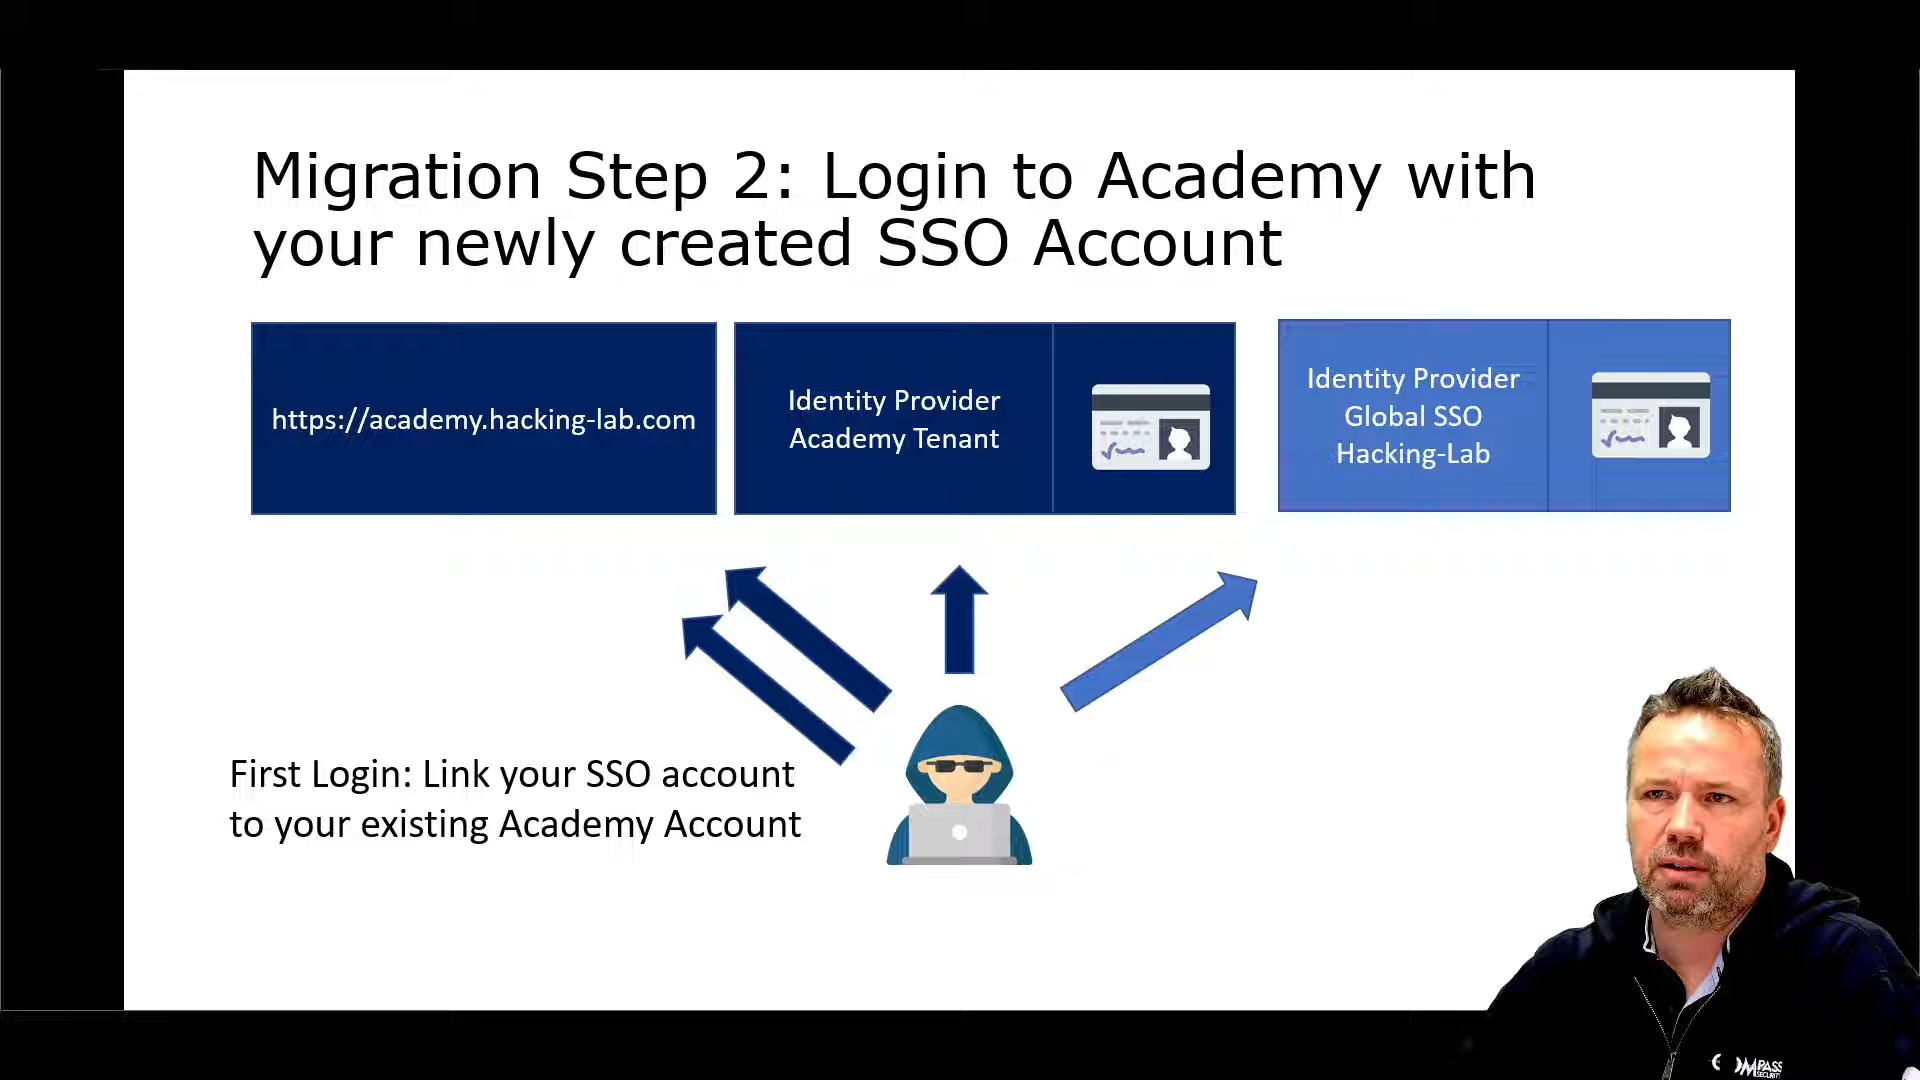 Migration Step 2: Login to Academy with
your newly created SSO Account
https://academy.hacking-lab.com
Identity Provider
Academy Tenant
Identity Provider
Global SSO
Hacking-Lab
First Login: Link your SSO account
to your existing Academy Account